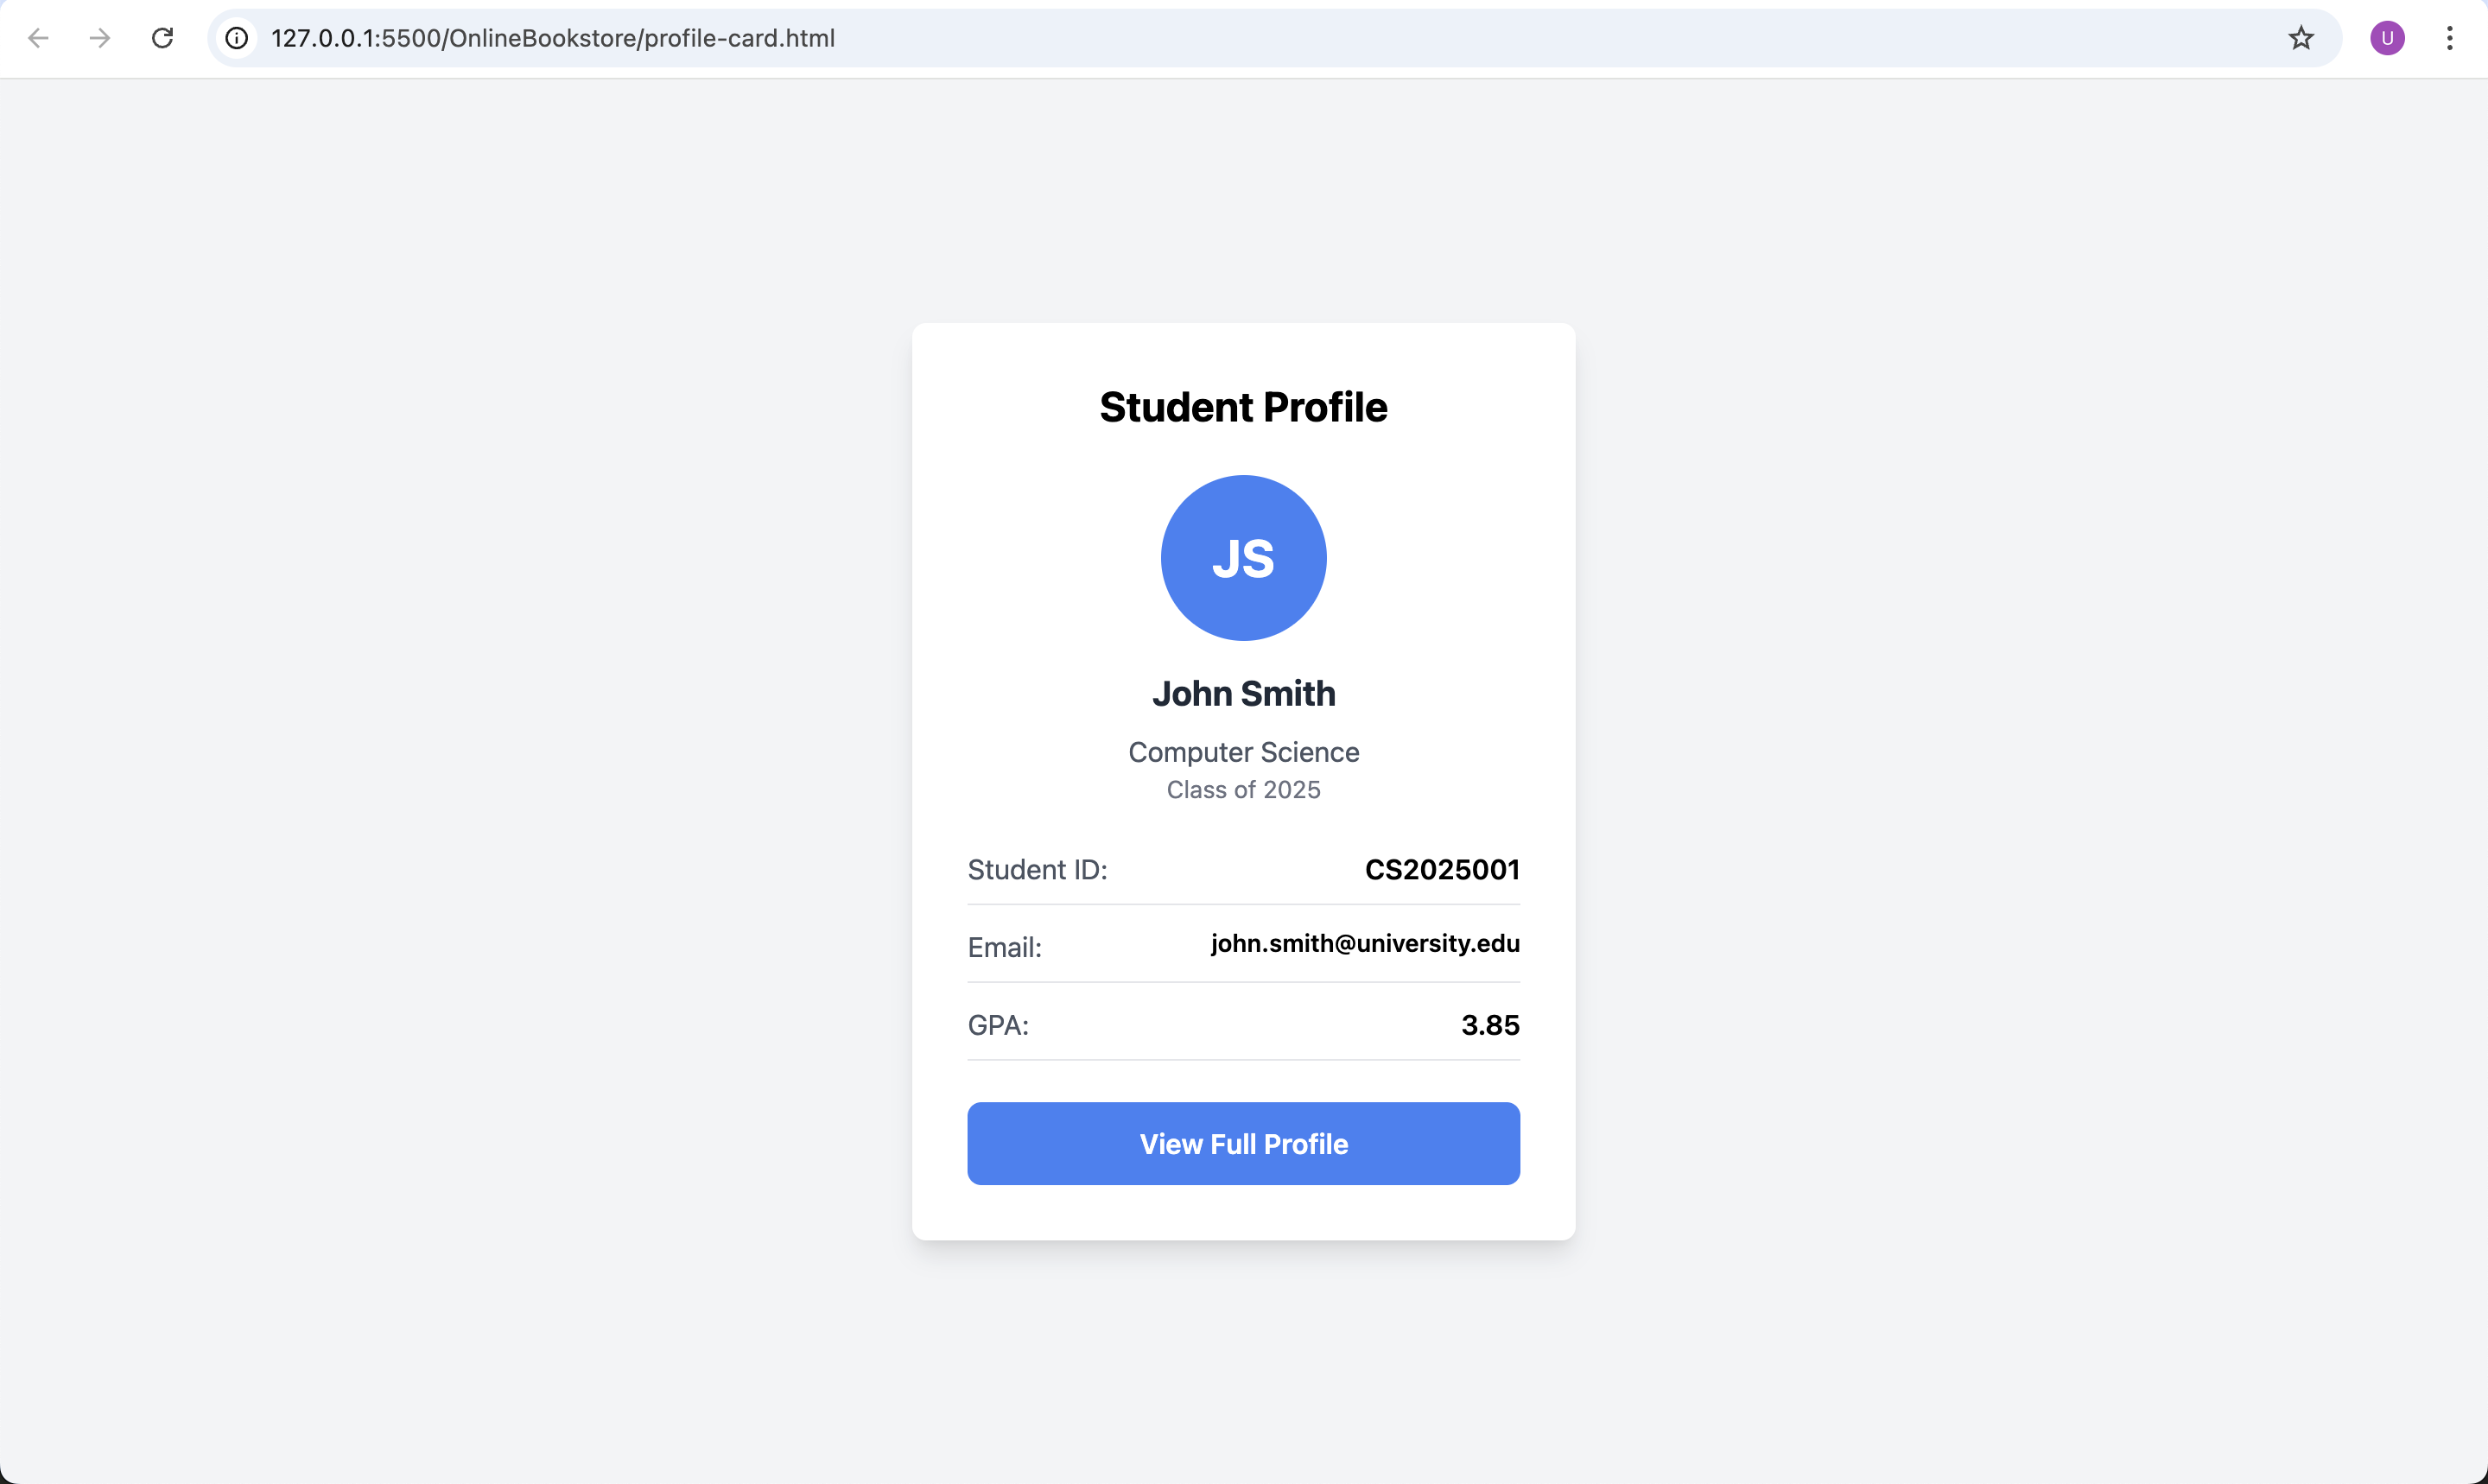 127.0.0.1:5500/OnlineBookstore/profile-card.html
U
Student Profile
JS
John Smith
Computer Science
Class of 2025
Student ID: CS2025001
Email: john.smith@university.edu
GPA: 3.85
View Full Profile